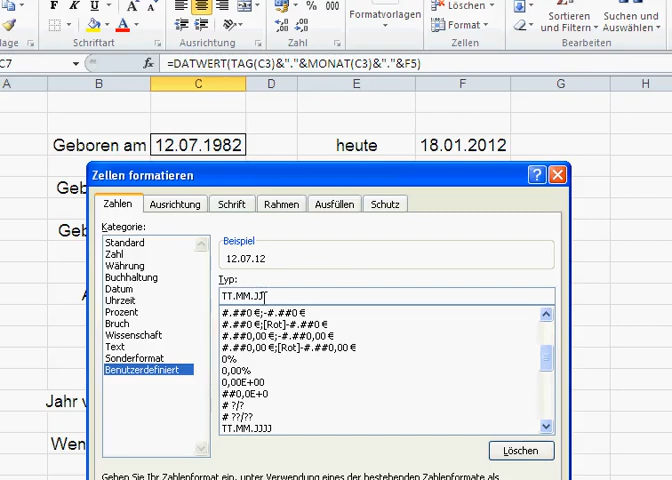 F K U
% 000
Formatvorlagen
Löschen
Format
Sortieren und Filtern
Suchen und Auswählen
Schriftart
Ausrichtung
Zahl
Zellen
Bearbeiten
C7 fx =DATWERT(TAG(C3)&"."&MONAT(C3)&"."&F5)
A B C D E F G H
Geboren am 12.07.1982 heute 18.01.2012
Zellen formatieren
Zahlen Ausrichtung Schrift Rahmen Ausfüllen Schutz
Kategorie:
Standard
Zahl
Währung
Buchhaltung
Datum
Uhrzeit
Prozent
Bruch
Wissenschaft
Text
Sonderformat
Benutzerdefiniert
Beispiel
12.07.12
Typ:
TT.MM.JJ
#.##0 €;-#.##0 €
#.##0 €;[Rot]-#.##0 €
#.##0,00 €;-#.##0,00 €
#.##0,00 €;[Rot]-#.##0,00 €
0%
0,00%
0,00E+00
##0,0E+0
# ?/?
# ??/??
TT.MM.JJJJ
Löschen
Geb
Geb
A
Jahr
Wen
Geben Sie Ihr Zahlenformat ein, unter Verwendung eines der bestehenden Zahlenformate als